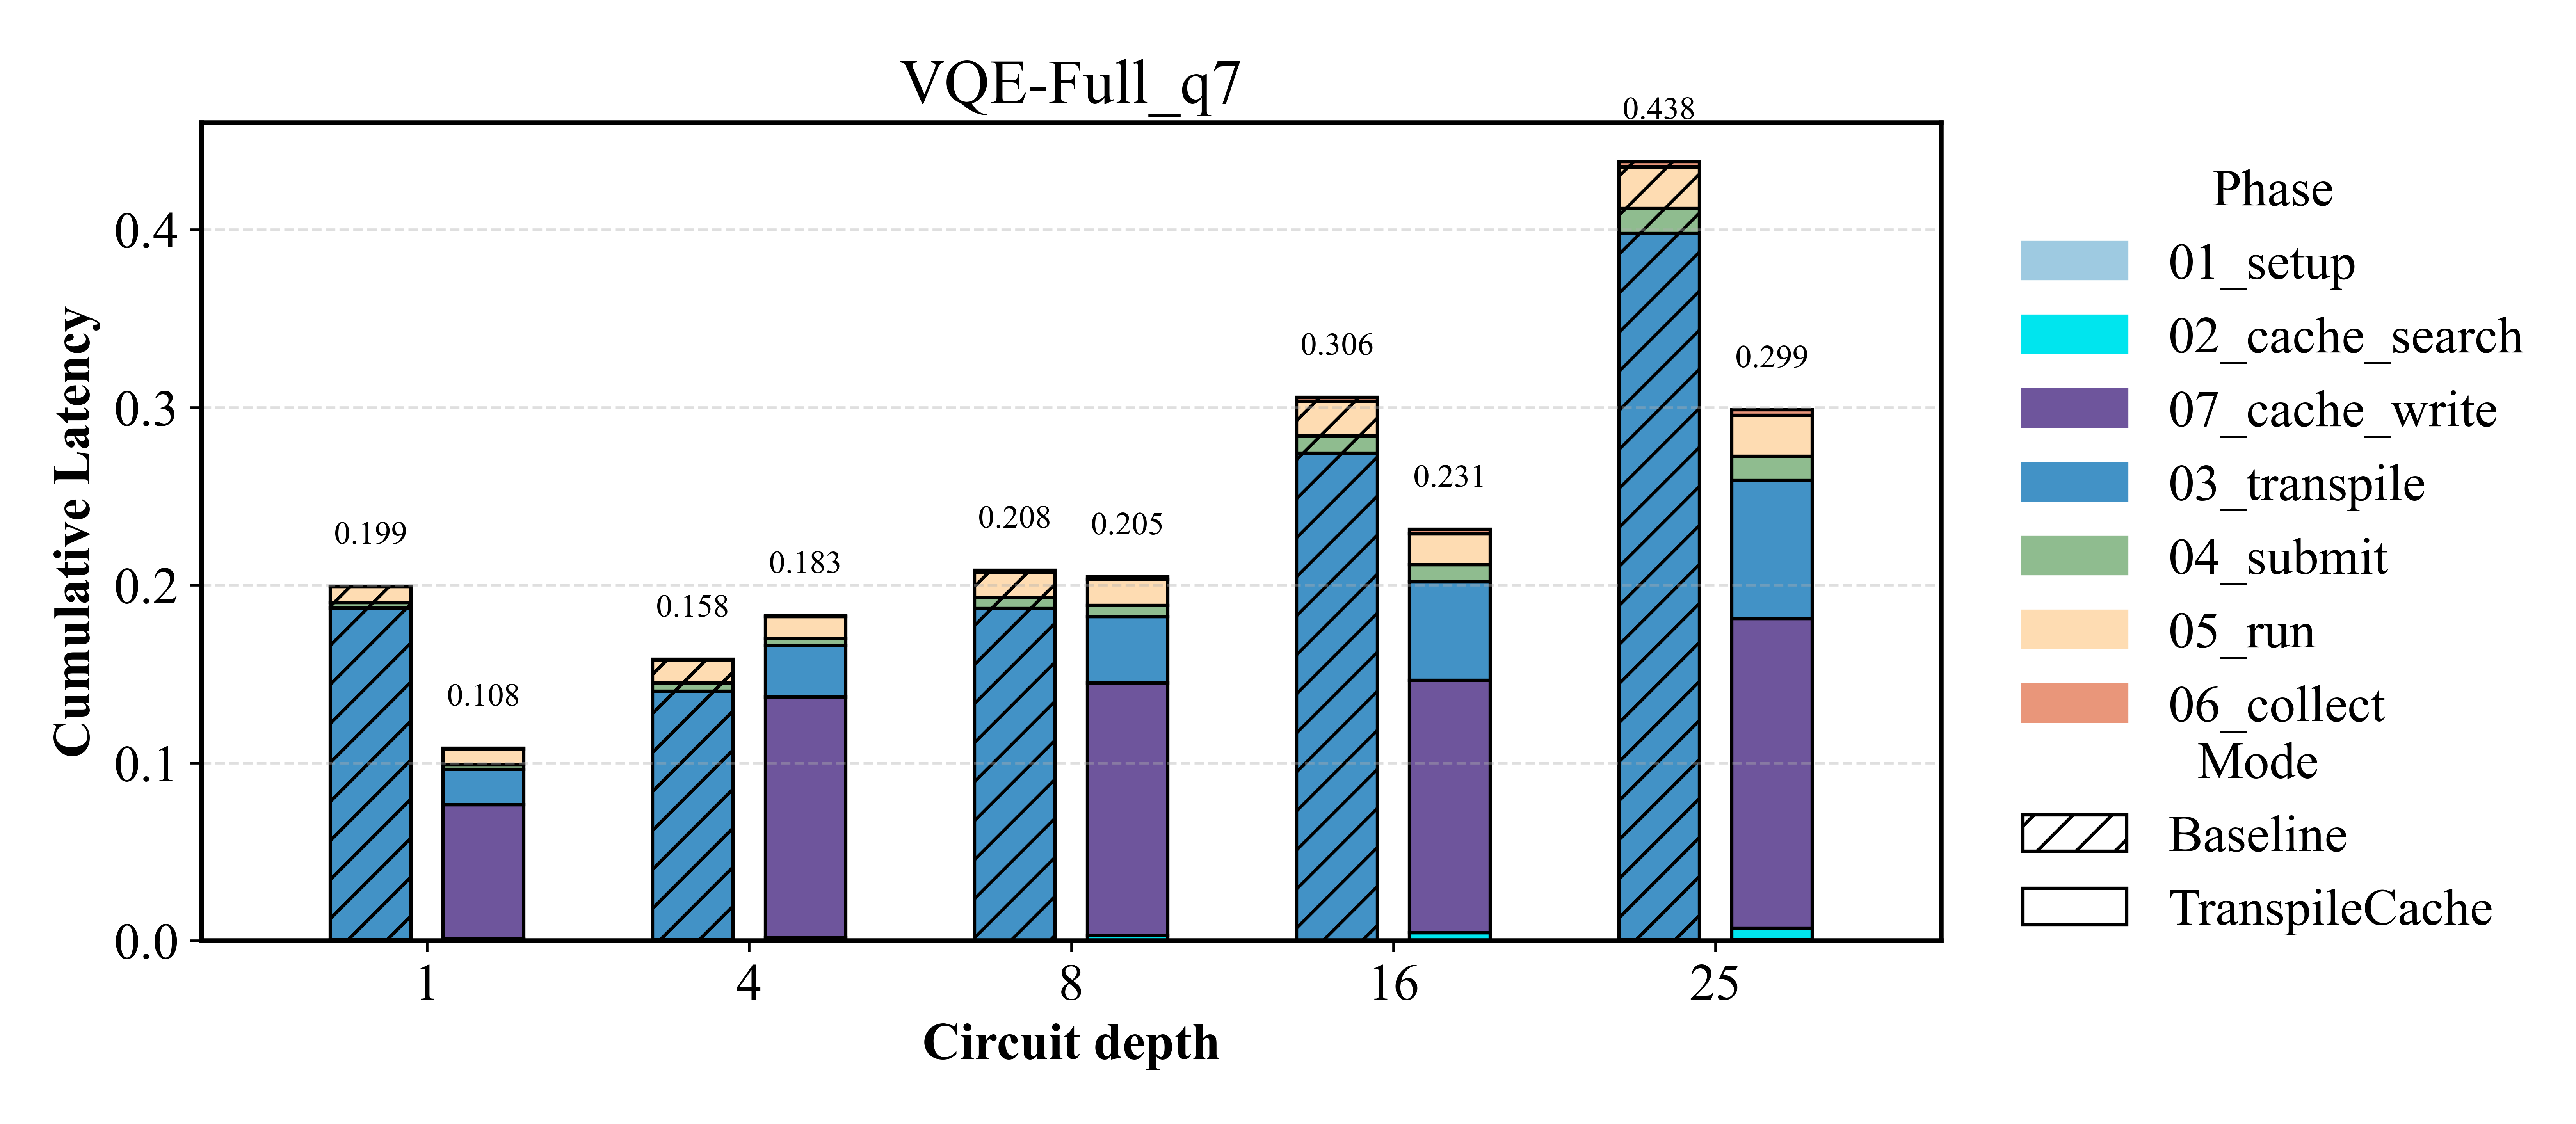 VQE-Full_q7
Cumulative Latency
0.4
0.3
0.2
0.1
0.0
0.199
0.108
0.158
0.183
0.208
0.205
0.306
0.231
0.438
0.299
1
4
8
16
25
Circuit depth
Phase
01_setup
02_cache_search
07_cache_write
03_transpile
04_submit
05_run
06_collect
Mode
Baseline
TranspileCache